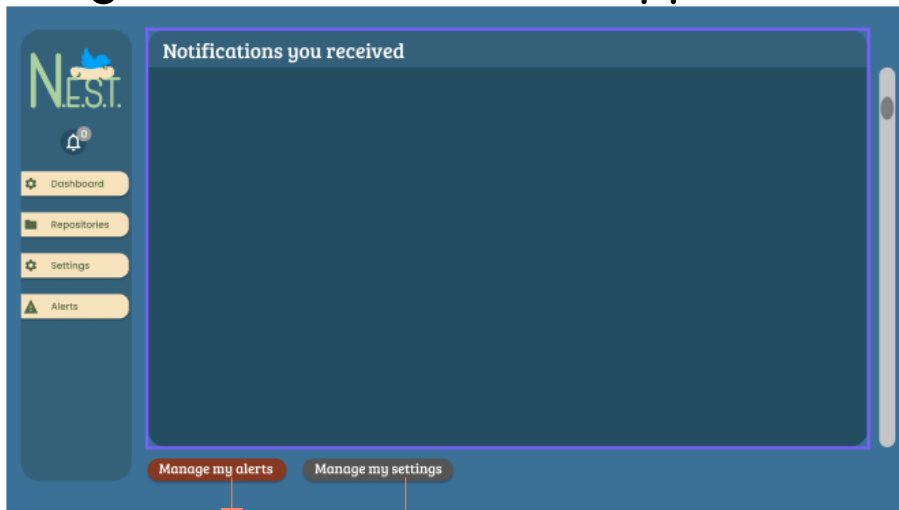 Notifications you received
N.E.S.T.
0
Dashboard
Repositories
Settings
Alerts
Manage my alerts
Manage my settings